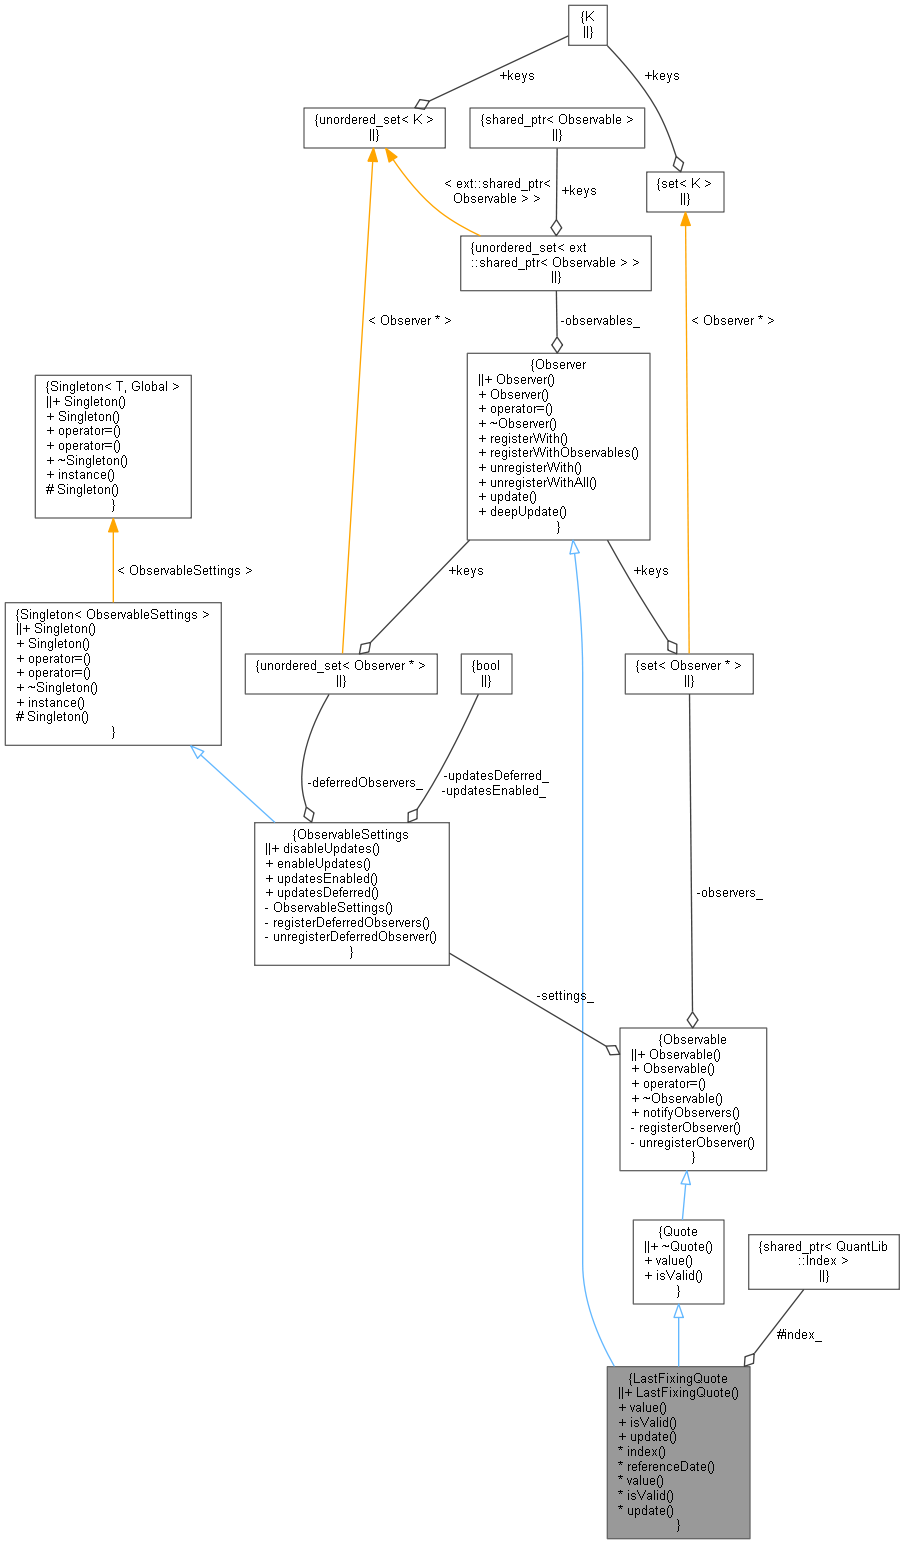 {K
||}
+keys
+keys
{unordered_set< K >
||}
{shared_ptr< Observable >
||}
{set< K >
||}
< ext::shared_ptr<
Observable > >
+keys
{unordered_set< ext
::shared_ptr< Observable > >
||}
< Observer * >
-observables_
< Observer * >
{Observer
||+ Observer()
+ Observer()
+ operator=()
+ ~Observer()
+ registerWith()
+ registerWithObservables()
+ unregisterWith()
+ unregisterWithAll()
+ update()
+ deepUpdate()
}
{Singleton< T, Global >
||+ Singleton()
+ Singleton()
+ operator=()
+ operator=()
+ ~Singleton()
+ instance()
# Singleton()
}
< ObservableSettings >
+keys
+keys
{Singleton< ObservableSettings >
||+ Singleton()
+ Singleton()
+ operator=()
+ operator=()
+ ~Singleton()
+ instance()
# Singleton()
}
{unordered_set< Observer * >
||}
{bool
||}
{set< Observer * >
||}
-deferredObservers_
-updatesDeferred_
-updatesEnabled_
{ObservableSettings
||+ disableUpdates()
+ enableUpdates()
+ updatesEnabled()
+ updatesDeferred()
- ObservableSettings()
- registerDeferredObservers()
- unregisterDeferredObserver()
}
-observers_
-settings_
{Observable
||+ Observable()
+ Observable()
+ operator=()
+ ~Observable()
+ notifyObservers()
- registerObserver()
- unregisterObserver()
}
{Quote
||+ ~Quote()
+ value()
+ isValid()
}
{shared_ptr< QuantLib
::Index >
||}
#index_
{LastFixingQuote
||+ LastFixingQuote()
+ value()
+ isValid()
+ update()
* index()
* referenceDate()
* value()
* isValid()
* update()
}